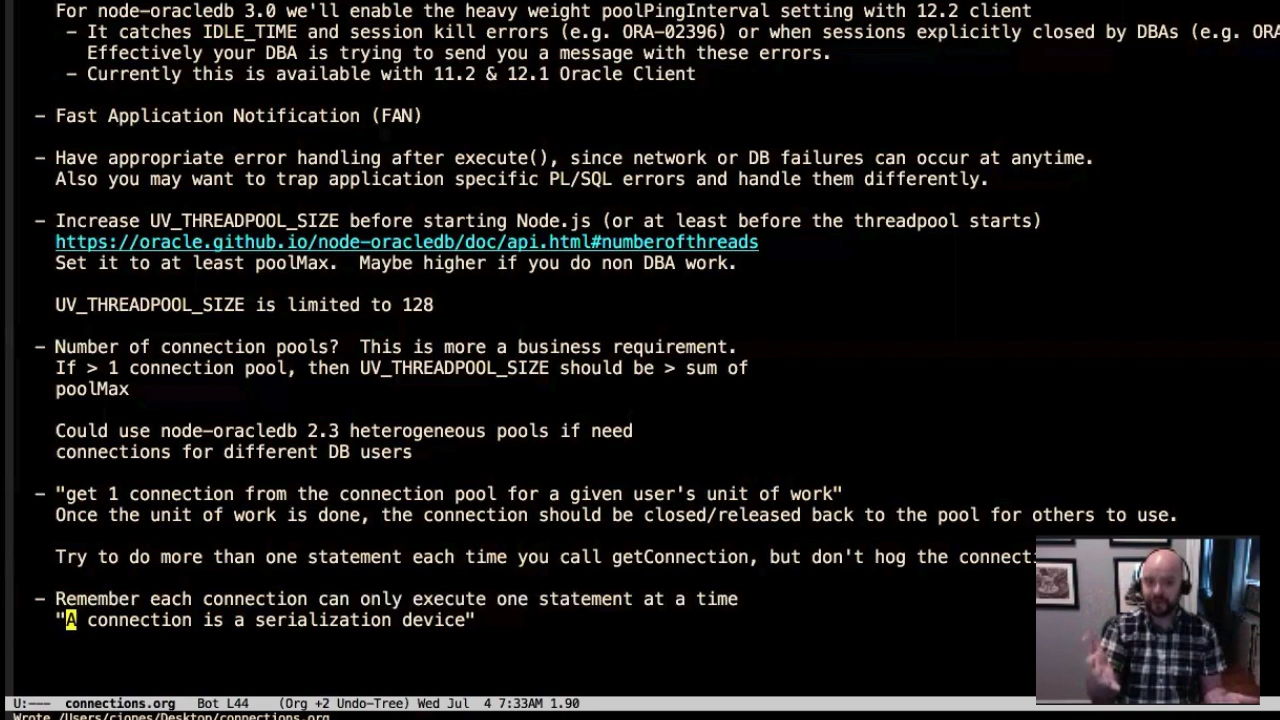 For node-oracledb 3.0 we'll enable the heavy weight poolPingInterval setting with 12.2 client
- It catches IDLE_TIME and session kill errors (e.g. ORA-02396) or when sessions explicitly closed by DBAs (e.g. ORA
Effectively your DBA is trying to send you a message with these errors.
- Currently this is available with 11.2 & 12.1 Oracle Client
- Fast Application Notification (FAN)
- Have appropriate error handling after execute(), since network or DB failures can occur at anytime.
Also you may want to trap application specific PL/SQL errors and handle them differently.
- Increase UV_THREADPOOL_SIZE before starting Node.js (or at least before the threadpool starts)
https://oracle.github.io/node-oracledb/doc/api.html#numberofthreads
Set it to at least poolMax.  Maybe higher if you do non DBA work.
UV_THREADPOOL_SIZE is limited to 128
- Number of connection pools?  This is more a business requirement.
If > 1 connection pool, then UV_THREADPOOL_SIZE should be > sum of
poolMax
Could use node-oracledb 2.3 heterogeneous pools if need
connections for different DB users
- "get 1 connection from the connection pool for a given user's unit of work"
Once the unit of work is done, the connection should be closed/released back to the pool for others to use.
Try to do more than one statement each time you call getConnection, but don't hog the connecti
- Remember each connection can only execute one statement at a time
"A connection is a serialization device"
U:---  connections.org   Bot L44   (Org +2 Undo-Tree) Wed Jul  4 7:33AM 1.90
Wrote /Users/cjones/Desktop/connections.org